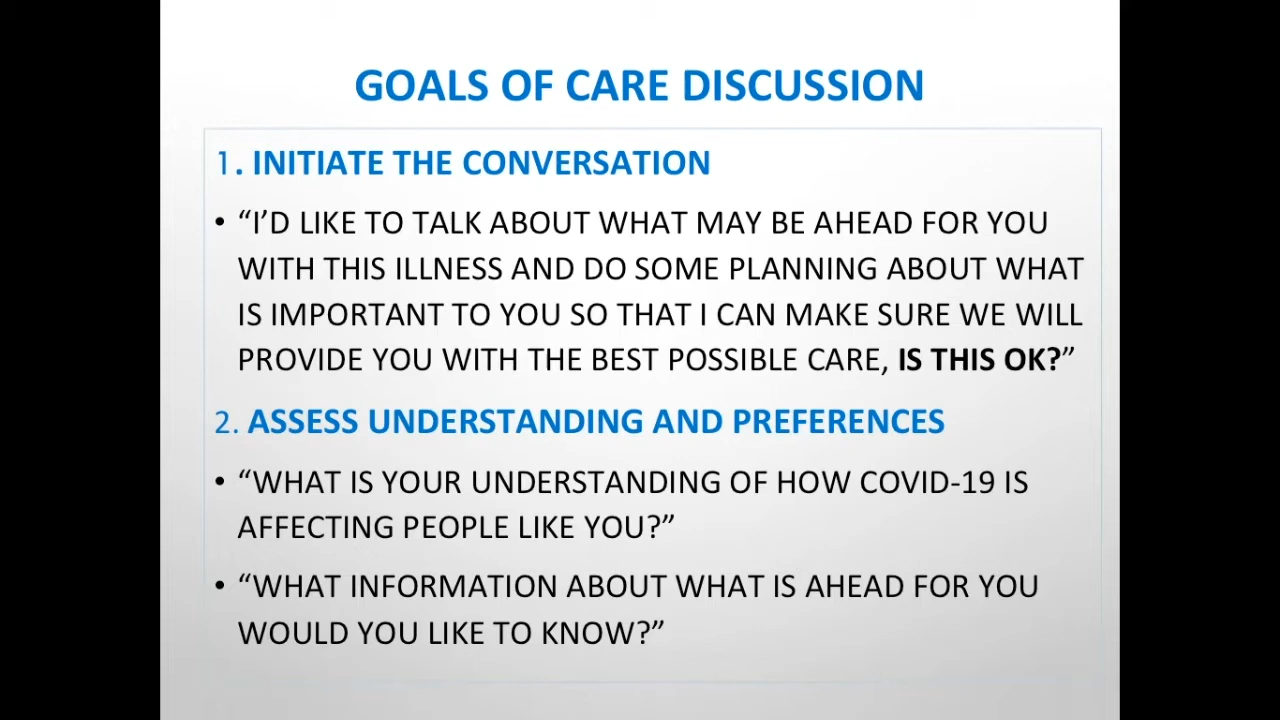 GOALS OF CARE DISCUSSION
1. INITIATE THE CONVERSATION
• “I’D LIKE TO TALK ABOUT WHAT MAY BE AHEAD FOR YOU
WITH THIS ILLNESS AND DO SOME PLANNING ABOUT WHAT
IS IMPORTANT TO YOU SO THAT I CAN MAKE SURE WE WILL
PROVIDE YOU WITH THE BEST POSSIBLE CARE, IS THIS OK?”
2. ASSESS UNDERSTANDING AND PREFERENCES
• “WHAT IS YOUR UNDERSTANDING OF HOW COVID-19 IS
AFFECTING PEOPLE LIKE YOU?”
• “WHAT INFORMATION ABOUT WHAT IS AHEAD FOR YOU
WOULD YOU LIKE TO KNOW?”